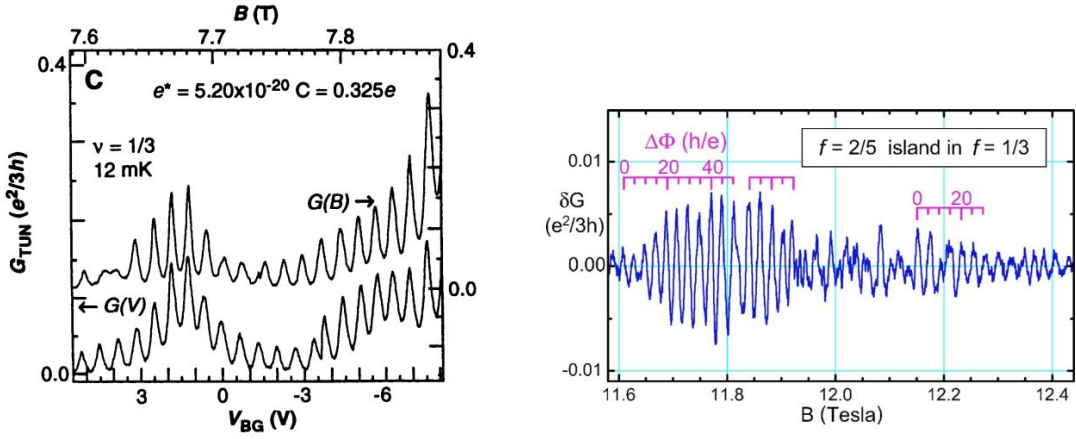 B (T)
7.6 7.7 7.8
0.4 0.4
C
e* = 5.20x10⁻²⁰ C = 0.325e
ν = 1/3
12 mK
G(B) →
G_TUN (e²/3h)
← G(V)
0.0
0.0
3 0 -3 -6
V_BG (V)
ΔΦ (h/e)
f = 2/5 island in f = 1/3
0 20 40
0 20
0.01
δG
(e²/3h)
0.00
-0.01
11.6 11.8 12.0 12.2 12.4
B (Tesla)